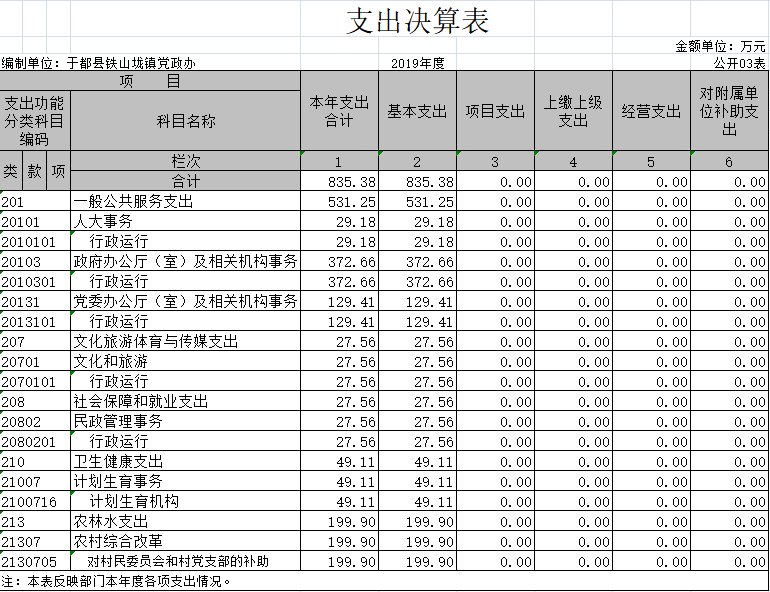 支出决算表
金额单位：万元
编制单位：于都县铁山垅镇党政办 2019年度 公开03表
项 目 本年支出合计 基本支出 项目支出 上缴上级支出 经营支出 对附属单位补助支出
支出功能分类科目编码 科目名称
类 款 项 栏次 1 2 3 4 5 6
合计 835.38 835.38 0.00 0.00 0.00 0.00
201 一般公共服务支出 531.25 531.25 0.00 0.00 0.00 0.00
20101 人大事务 29.18 29.18 0.00 0.00 0.00 0.00
2010101 行政运行 29.18 29.18 0.00 0.00 0.00 0.00
20103 政府办公厅（室）及相关机构事务 372.66 372.66 0.00 0.00 0.00 0.00
2010301 行政运行 372.66 372.66 0.00 0.00 0.00 0.00
20131 党委办公厅（室）及相关机构事务 129.41 129.41 0.00 0.00 0.00 0.00
2013101 行政运行 129.41 129.41 0.00 0.00 0.00 0.00
207 文化旅游体育与传媒支出 27.56 27.56 0.00 0.00 0.00 0.00
20701 文化和旅游 27.56 27.56 0.00 0.00 0.00 0.00
2070101 行政运行 27.56 27.56 0.00 0.00 0.00 0.00
208 社会保障和就业支出 27.56 27.56 0.00 0.00 0.00 0.00
20802 民政管理事务 27.56 27.56 0.00 0.00 0.00 0.00
2080201 行政运行 27.56 27.56 0.00 0.00 0.00 0.00
210 卫生健康支出 49.11 49.11 0.00 0.00 0.00 0.00
21007 计划生育事务 49.11 49.11 0.00 0.00 0.00 0.00
2100716 计划生育机构 49.11 49.11 0.00 0.00 0.00 0.00
213 农林水支出 199.90 199.90 0.00 0.00 0.00 0.00
21307 农村综合改革 199.90 199.90 0.00 0.00 0.00 0.00
2130705 对村民委员会和村党支部的补助 199.90 199.90 0.00 0.00 0.00 0.00
注：本表反映部门本年度各项支出情况。